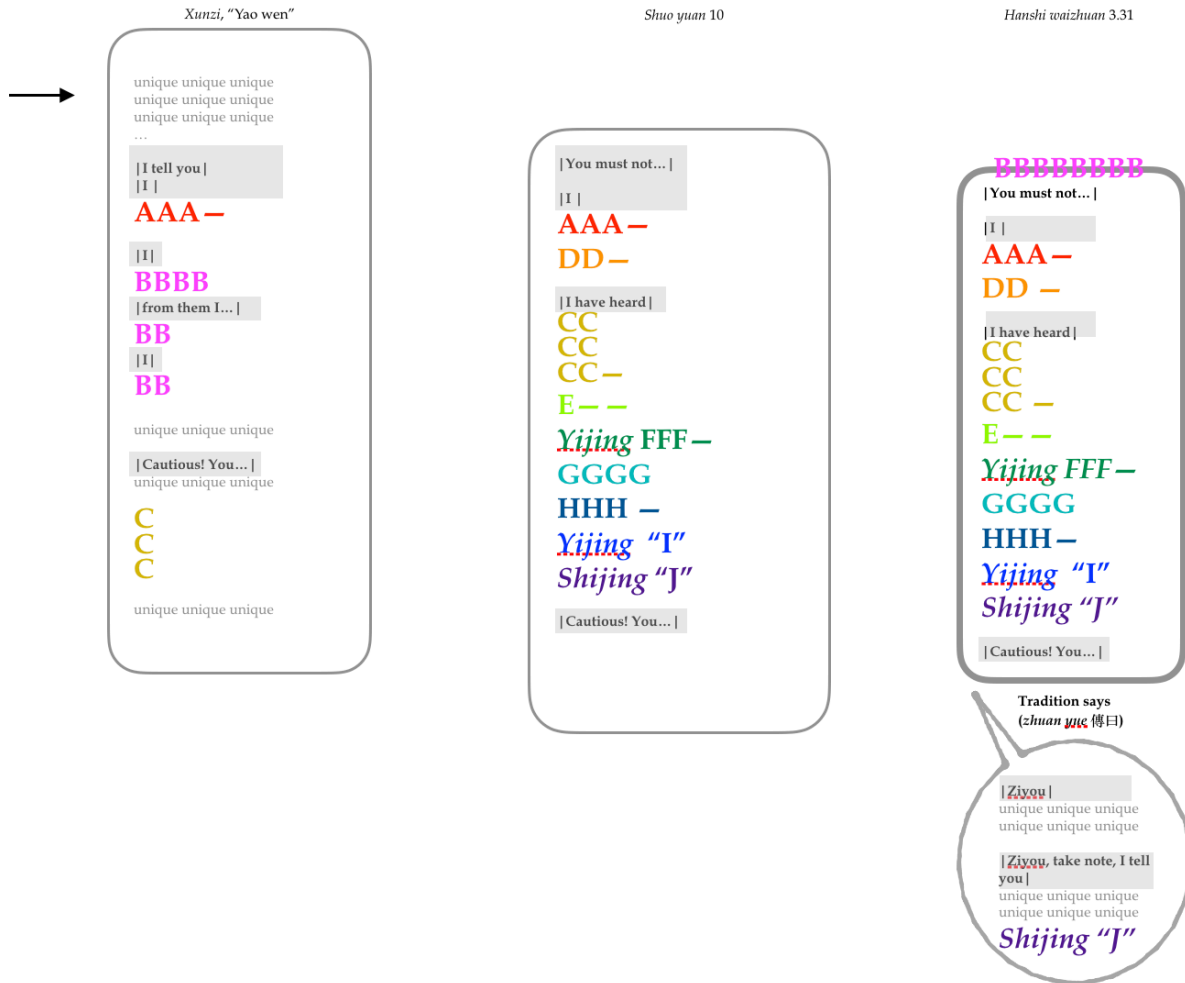 Xunzi, “Yao wen”
unique unique unique
unique unique unique
unique unique unique
…
|I tell you|
|I |
AAA—
|I|
BBBB
|from them I…|
BB
|I|
BB
unique unique unique
|Cautious! You…|
unique unique unique
C
C
C
unique unique unique
Shuo yuan 10
|You must not…|
|I |
AAA—
DD—
|I have heard|
CC
CC
CC—
E— —
Yijing FFF—
GGGG
HHH —
Yijing “I”
Shijing “J”
|Cautious! You…|
Hanshi waizhuan 3.31
BBBBBBBB
|You must not…|
|I |
AAA—
DD —
|I have heard|
CC
CC
CC —
E— —
Yijing FFF—
GGGG
HHH—
Yijing “I”
Shijing “J”
|Cautious! You…|
Tradition says
(zhuan yue 傳曰)
|Ziyou|
unique unique unique
unique unique unique
|Ziyou, take note, I tell
you|
unique unique unique
unique unique unique
Shijing “J”